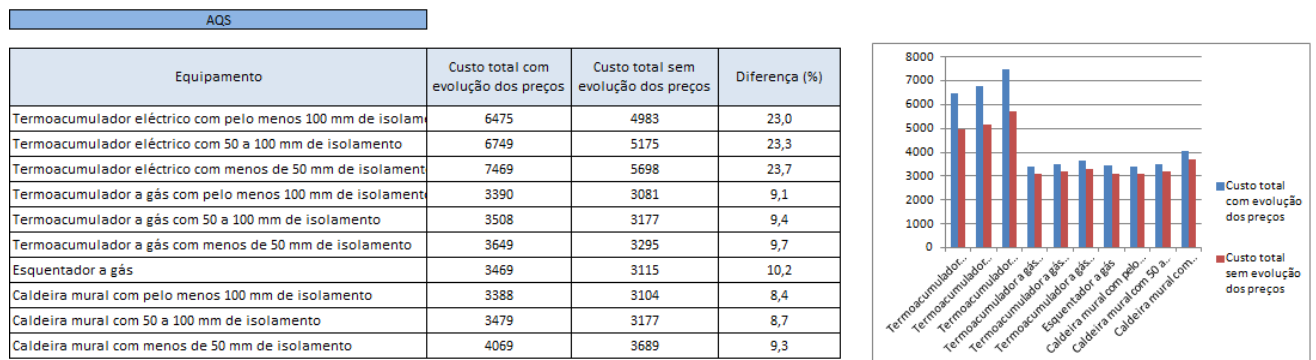 AQS
Equipamento
Custo total com
evolução dos preços
Custo total sem
evolução dos preços
Diferença (%)
Termoacumulador eléctrico com pelo menos 100 mm de isolam 6475 4983 23,0
Termoacumulador eléctrico com 50 a 100 mm de isolamento 6749 5175 23,3
Termoacumulador eléctrico com menos de 50 mm de isolament 7469 5698 23,7
Termoacumulador a gás com pelo menos 100 mm de isolament 3390 3081 9,1
Termoacumulador a gás com 50 a 100 mm de isolamento 3508 3177 9,4
Termoacumulador a gás com menos de 50 mm de isolamento 3649 3295 9,7
Esquentador a gás 3469 3115 10,2
Caldeira mural com pelo menos 100 mm de isolamento 3388 3104 8,4
Caldeira mural com 50 a 100 mm de isolamento 3479 3177 8,7
Caldeira mural com menos de 50 mm de isolamento 4069 3689 9,3
8000
7000
6000
5000
4000
3000
2000
1000
0
Termoacumulador...
Termoacumulador...
Termoacumulador...
Termoacumulador a gás...
Termoacumulador a gás...
Termoacumulador a gás...
Esquentador a gás
Caldeira mural com pelo...
Caldeira mural com 50 a...
Caldeira mural com...
Custo total
com evolução
dos preços
Custo total
sem evolução
dos preços